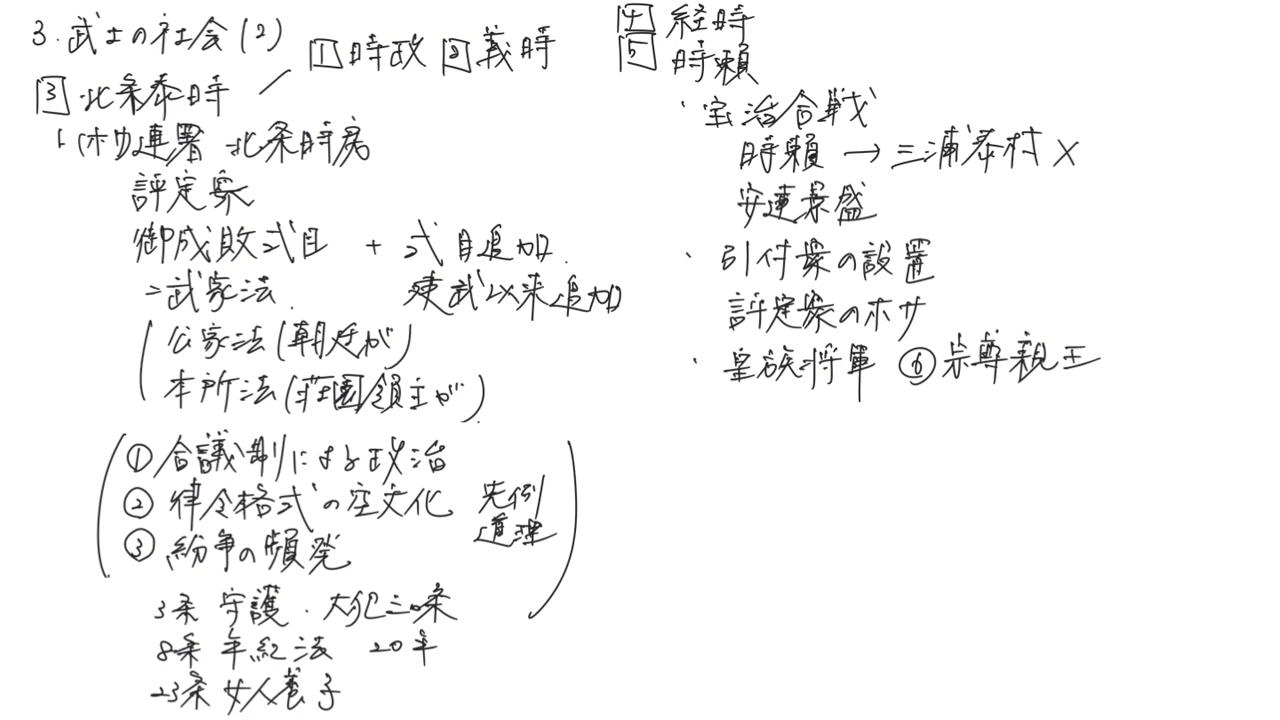 3. 武士の社会(2)
1 時政 2 義時
3 北条泰時
(ホサ)連署 北条時房
評定衆
御成敗式目 + 式目追加.
=武家法. 建武以来追加
公家法(朝廷が)
本所法(荘園領主が)
① 合議制による政治
② 律令格式の空文化 先例
道理
③ 紛争の頻発
3条 守護・大犯三ヶ条
8条 年紀法 20年
23条 女人養子
4 経時
5 時頼
・宝治合戦
時頼 → 三浦泰村 ×
安達景盛
・引付衆の設置
評定衆のホサ
・皇族将軍 ⑥宗尊親王